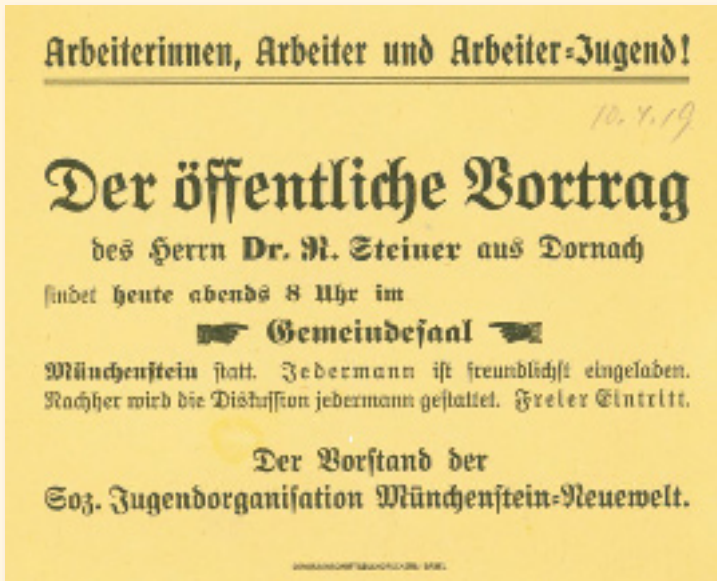 Arbeiterinnen, Arbeiter und Arbeiter-Jugend!
10.4.19
Der öffentliche Vortrag
des Herrn Dr. R. Steiner aus Dornach
findet heute abends 8 Uhr im
Gemeindesaal
Münchenstein statt. Jedermann ist freundlichst eingeladen.
Nachher wird die Diskussion jedermann gestattet. Freier Eintritt.
Der Vorstand der
Soz. Jugendorganisation Münchenstein-Neuewelt.